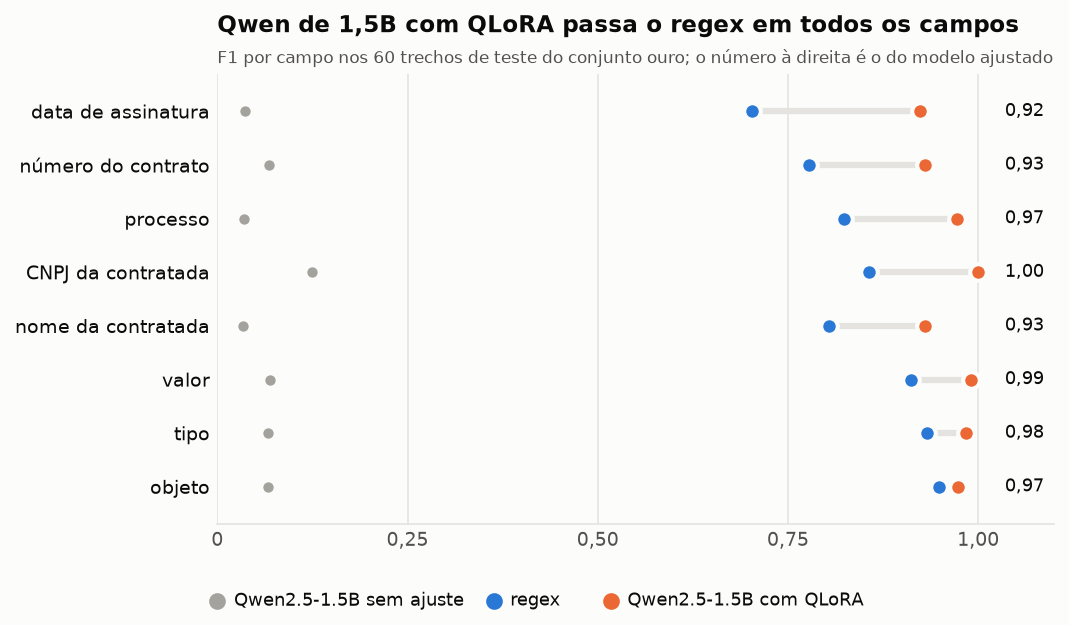 Qwen de 1,5B com QLoRA passa o regex em todos os campos
F1 por campo nos 60 trechos de teste do conjunto ouro; o número à direita é o do modelo ajustado
data de assinatura 0,92
número do contrato 0,93
processo 0,97
CNPJ da contratada 1,00
nome da contratada 0,93
valor 0,99
tipo 0,98
objeto 0,97
0 0,25 0,50 0,75 1,00
Qwen2.5-1.5B sem ajuste regex Qwen2.5-1.5B com QLoRA